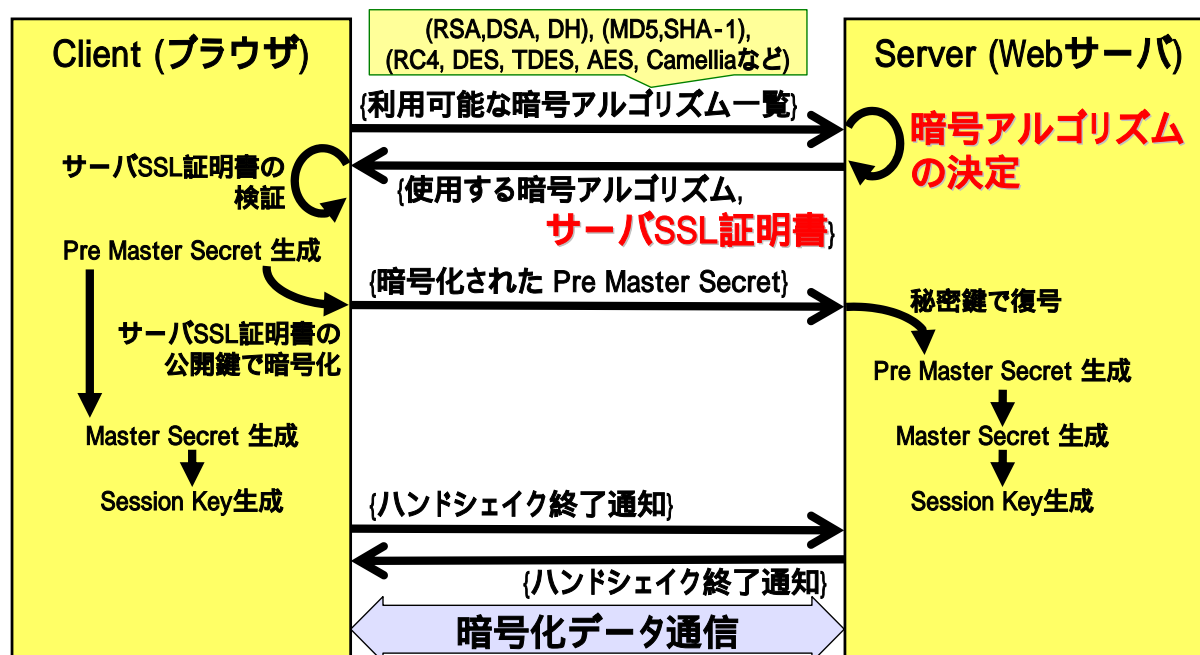 (RSA,DSA, DH), (MD5,SHA-1),
(RC4, DES, TDES, AES, Camelliaなど)
Client (ブラウザ)
Server (Webサーバ)
{利用可能な暗号アルゴリズム一覧}
暗号アルゴリズム
の決定
サーバSSL証明書の
検証
{使用する暗号アルゴリズム,
サーバSSL証明書}
Pre Master Secret 生成
{暗号化された Pre Master Secret}
秘密鍵で復号
サーバSSL証明書の
公開鍵で暗号化
Pre Master Secret 生成
Master Secret 生成
Master Secret 生成
Session Key生成
Session Key生成
{ハンドシェイク終了通知}
{ハンドシェイク終了通知}
暗号化データ通信